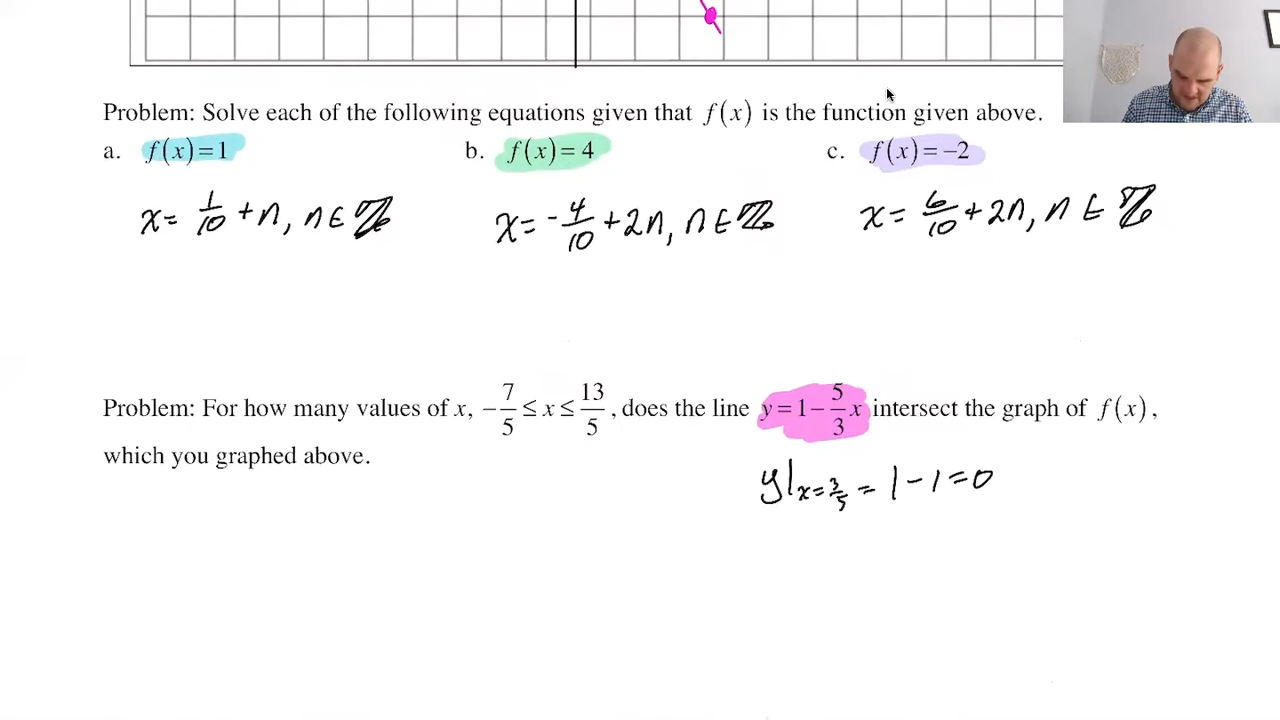 Problem: Solve each of the following equations given that f(x) is the function given above.
a. f(x)=1 b. f(x)=4 c. f(x)=−2
x= 1/10 +n, n∈ℤ x= -4/10 +2n, n∈ℤ x= 6/10 +2n, n∈ℤ
Problem: For how many values of x, −7/5 ≤ x ≤ 13/5, does the line y=1−5/3x intersect the graph of f(x),
which you graphed above.
y|x=3/5 = 1-1=0